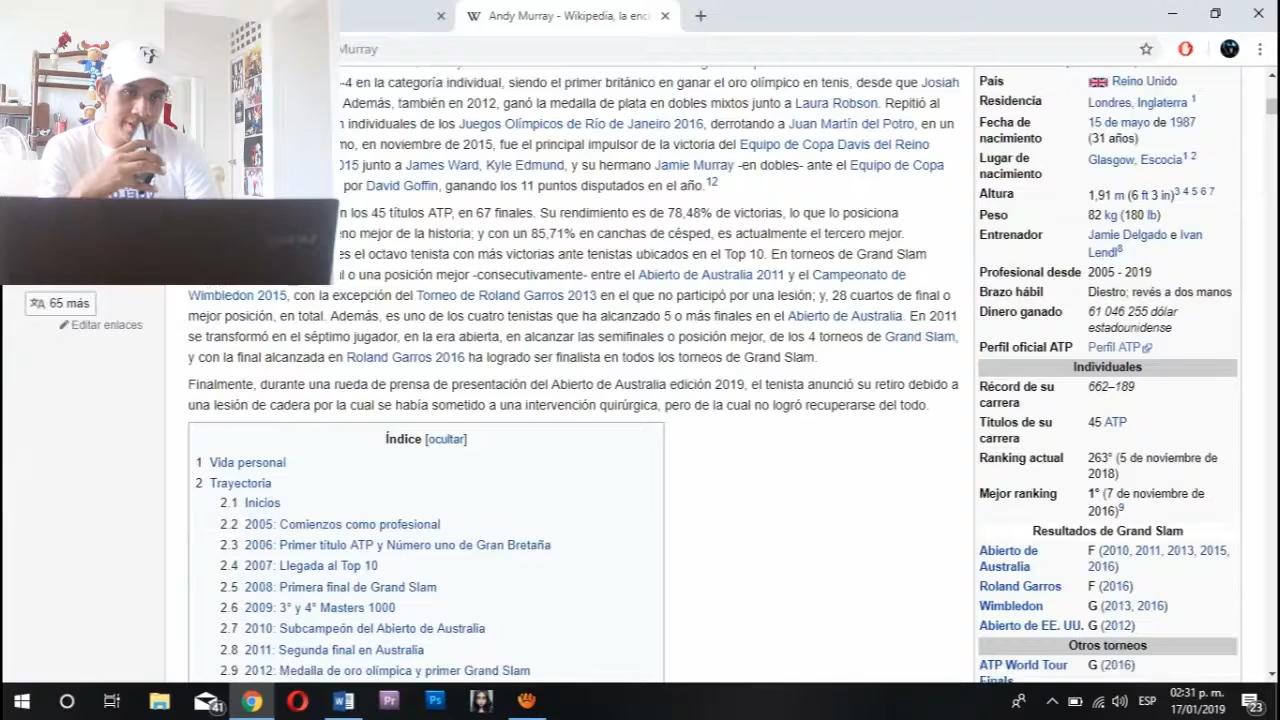 Andy Murray - Wikipedia, la enci
Murray
-4 en la categoría individual, siendo el primer británico en ganar el oro olímpico en tenis, desde que Josiah
Además, también en 2012, ganó la medalla de plata en dobles mixtos junto a Laura Robson. Repitió al
n individuales de los Juegos Olímpicos de Río de Janeiro 2016, derrotando a Juan Martín del Potro, en un
mo, en noviembre de 2015, fue el principal impulsor de la victoria del Equipo de Copa Davis del Reino
015 junto a James Ward, Kyle Edmund, y su hermano Jamie Murray -en dobles- ante el Equipo de Copa
por David Goffin, ganando los 11 puntos disputados en el año.12
n los 45 títulos ATP, en 67 finales. Su rendimiento es de 78,48% de victorias, lo que lo posiciona
eno mejor de la historia; y con un 85,71% en canchas de césped, es actualmente el tercero mejor.
es el octavo tenista con más victorias ante tenistas ubicados en el Top 10. En torneos de Grand Slam
l o una posición mejor -consecutivamente- entre el Abierto de Australia 2011 y el Campeonato de
Wimbledon 2015, con la excepción del Torneo de Roland Garros 2013 en el que no participó por una lesión; y, 28 cuartos de final o
mejor posición, en total. Además, es uno de los cuatro tenistas que ha alcanzado 5 o más finales en el Abierto de Australia. En 2011
se transformó en el séptimo jugador, en la era abierta, en alcanzar las semifinales o posición mejor, de los 4 torneos de Grand Slam,
y con la final alcanzada en Roland Garros 2016 ha logrado ser finalista en todos los torneos de Grand Slam.
Finalmente, durante una rueda de prensa de presentación del Abierto de Australia edición 2019, el tenista anunció su retiro debido a
una lesión de cadera por la cual se había sometido a una intervención quirúrgica, pero de la cual no logró recuperarse del todo.
65 más
Editar enlaces
Índice [ocultar]
1 Vida personal
2 Trayectoria
2.1 Inicios
2.2 2005: Comienzos como profesional
2.3 2006: Primer título ATP y Número uno de Gran Bretaña
2.4 2007: Llegada al Top 10
2.5 2008: Primera final de Grand Slam
2.6 2009: 3° y 4° Masters 1000
2.7 2010: Subcampeón del Abierto de Australia
2.8 2011: Segunda final en Australia
2.9 2012: Medalla de oro olímpica y primer Grand Slam
País Reino Unido
Residencia Londres, Inglaterra 1
Fecha de 15 de mayo de 1987
nacimiento (31 años)
Lugar de Glasgow, Escocia1 2
nacimiento
Altura 1,91 m (6 ft 3 in)3 4 5 6 7
Peso 82 kg (180 lb)
Entrenador Jamie Delgado e Ivan
Lendl8
Profesional desde 2005 - 2019
Brazo hábil Diestro; revés a dos manos
Dinero ganado 61 046 255 dólar
estadounidense
Perfil oficial ATP Perfil ATP
Individuales
Récord de su 662–189
carrera
Títulos de su 45 ATP
carrera
Ranking actual 263° (5 de noviembre de
2018)
Mejor ranking 1° (7 de noviembre de
2016)9
Resultados de Grand Slam
Abierto de F (2010, 2011, 2013, 2015,
Australia 2016)
Roland Garros F (2016)
Wimbledon G (2013, 2016)
Abierto de EE. UU. G (2012)
Otros torneos
ATP World Tour G (2016)
Finals
41
Pr
Ps
ESP
02:31 p. m.
17/01/2019
23